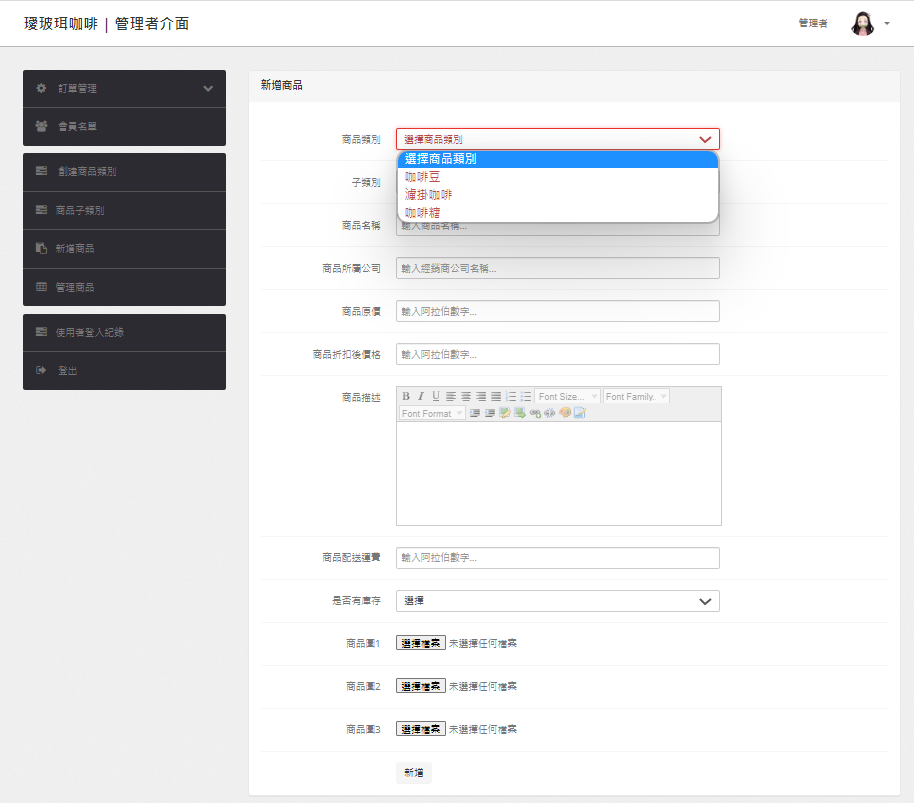 璦玻珥咖啡 | 管理者介面
管理者
訂單管理
會員名單
創建商品類別
商品子類別
新增商品
管理商品
使用者登入紀錄
登出
新增商品
商品類別
選擇商品類別
選擇商品類別
咖啡豆
濾掛咖啡
咖啡糖
子類別
商品名稱
輸入商品名稱...
商品所屬公司
輸入經銷商公司名稱...
商品原價
輸入阿拉伯數字...
商品折扣後價格
輸入阿拉伯數字...
商品描述
B I U Font Size... Font Family.
Font Format
商品配送運費
輸入阿拉伯數字...
是否有庫存
選擇
商品圖1
選擇檔案 未選擇任何檔案
商品圖2
選擇檔案 未選擇任何檔案
商品圖3
選擇檔案 未選擇任何檔案
新增